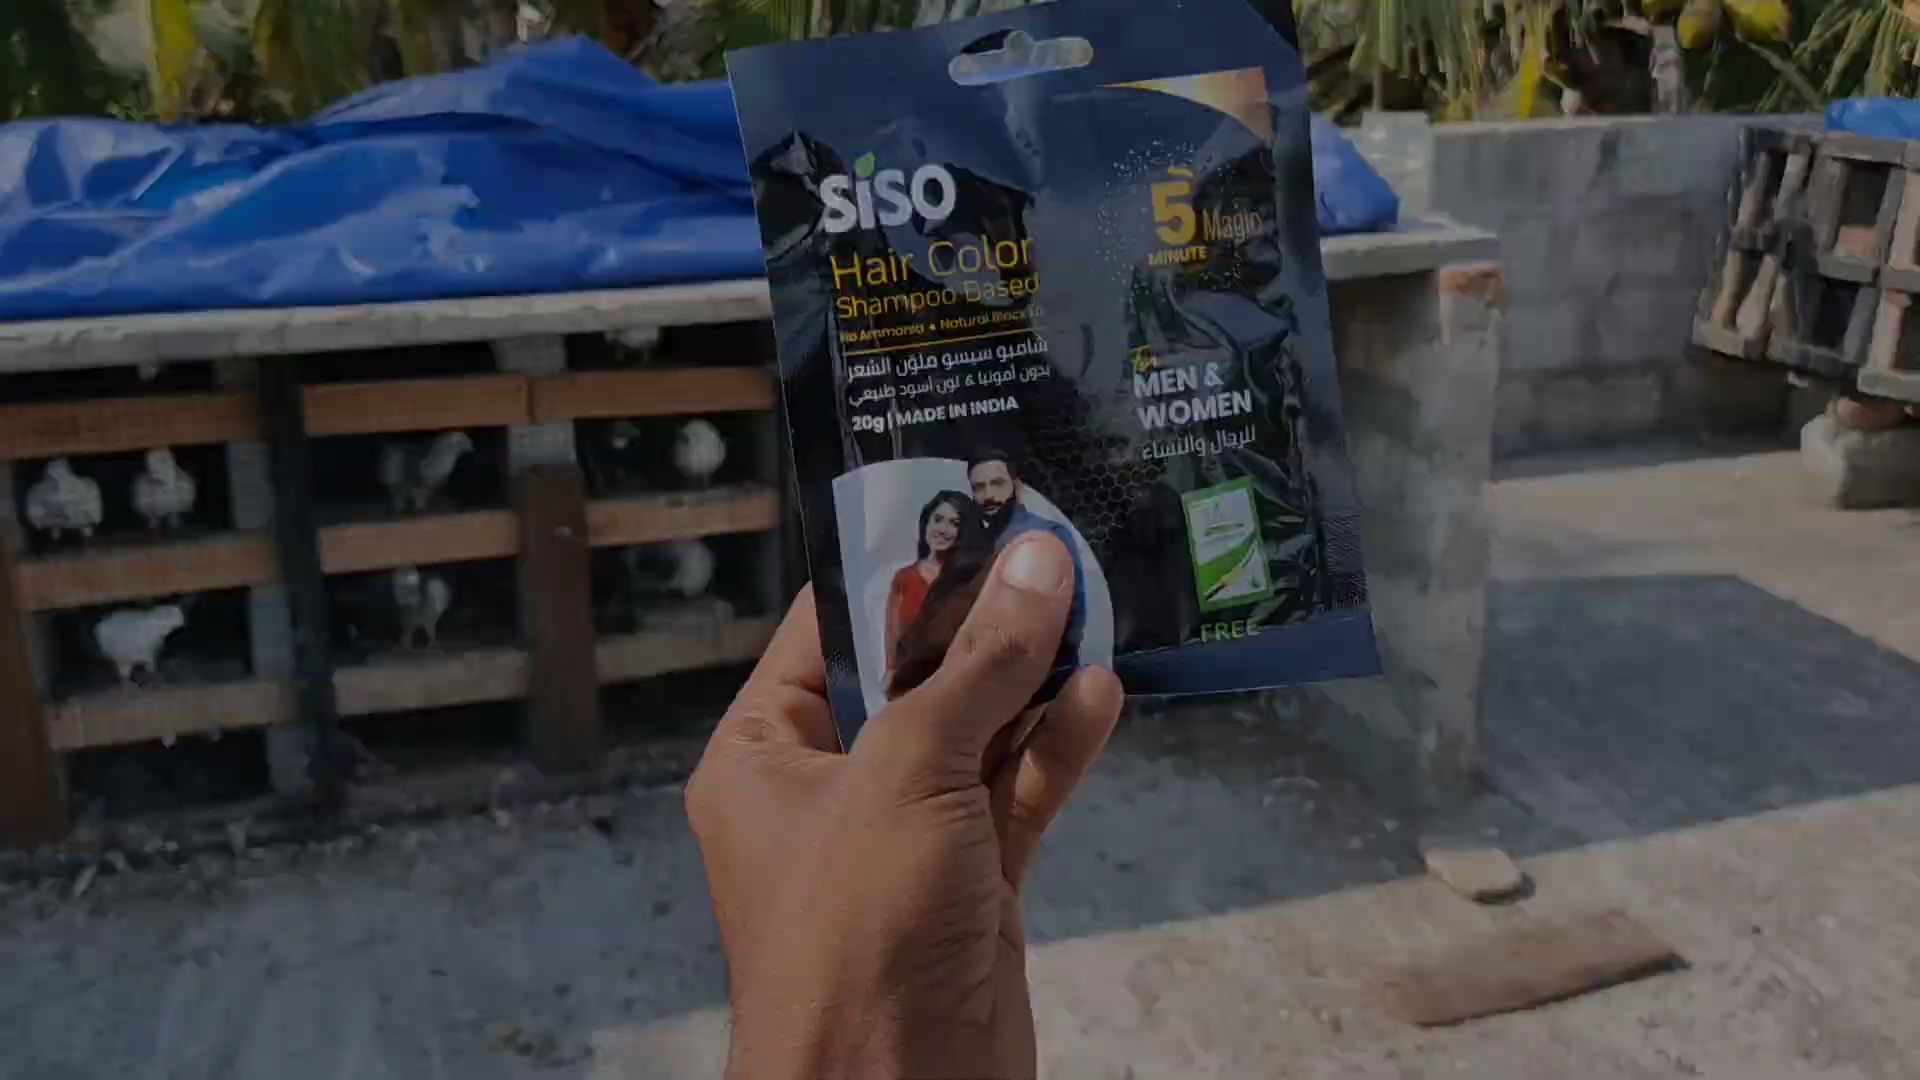 siso
Hair Color
Shampoo Based
No Ammonia • Natural Black
شامبو سيسو ملوّن الشعر
بدون أمونيا & لون أسود طبيعي
20g | MADE IN INDIA
5 Magic
MINUTE
For
MEN &
WOMEN
للرجال والنساء
FREE